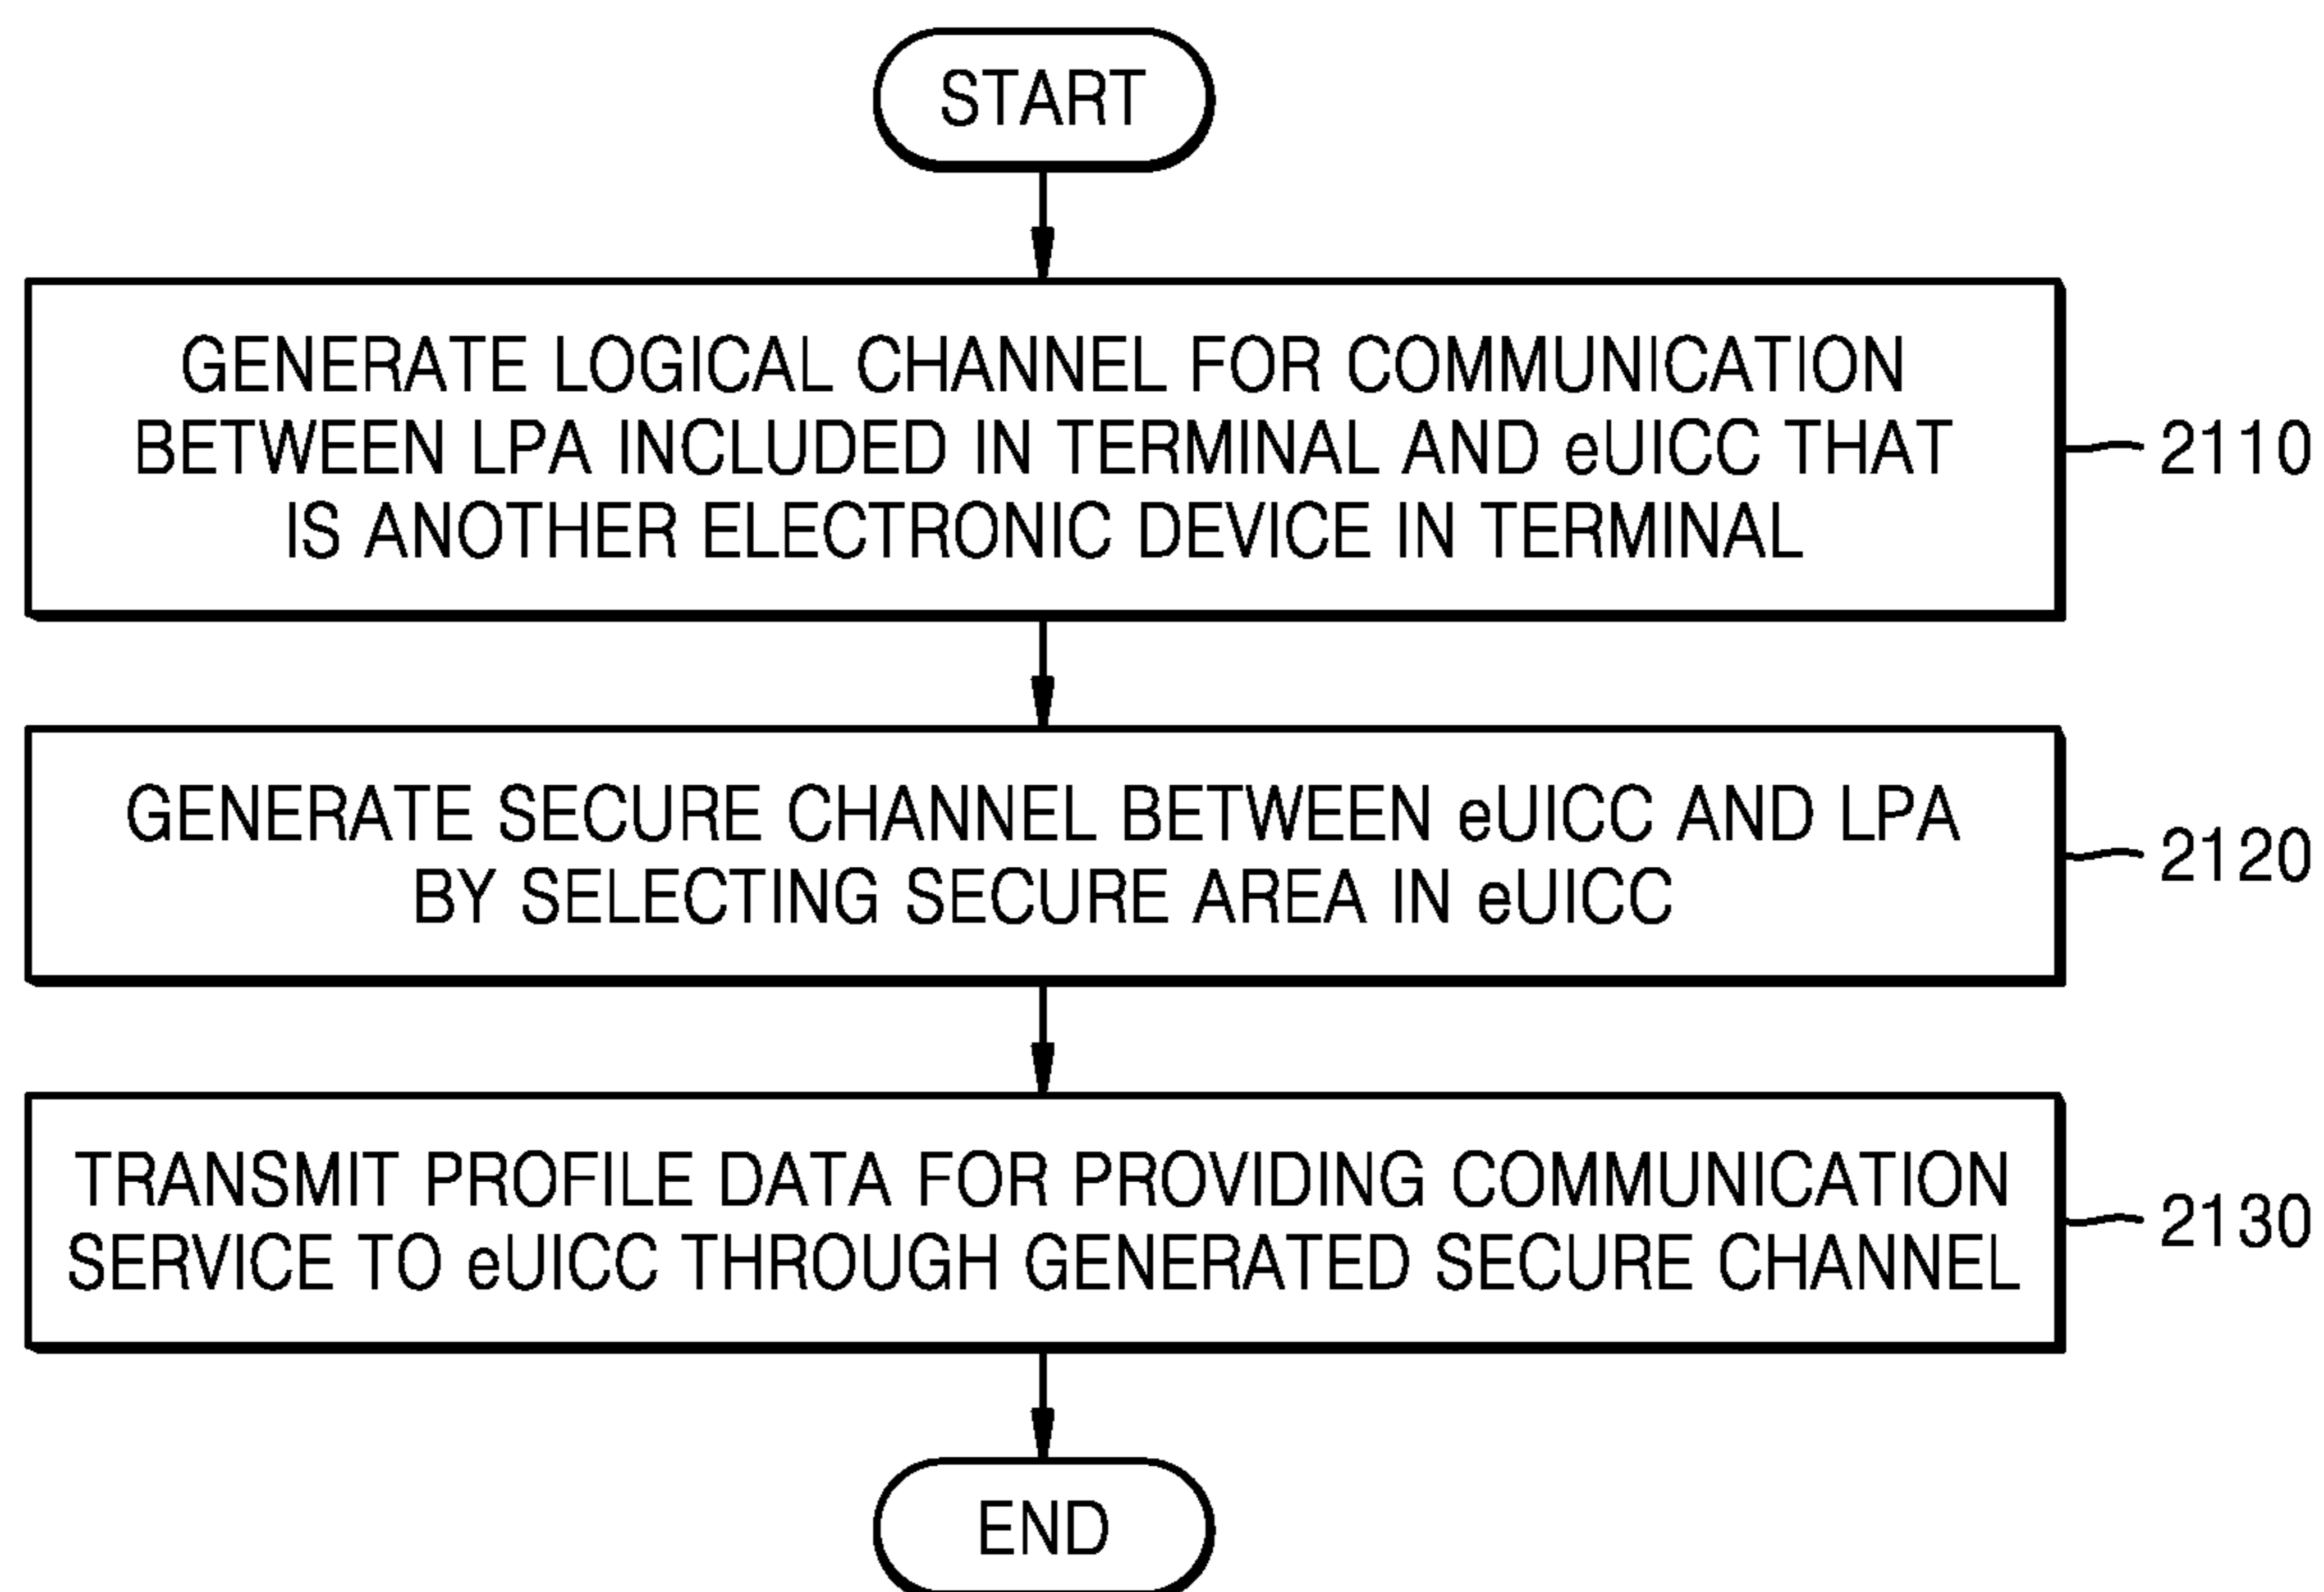 START
GENERATE LOGICAL CHANNEL FOR COMMUNICATION
BETWEEN LPA INCLUDED IN TERMINAL AND eUICC THAT
IS ANOTHER ELECTRONIC DEVICE IN TERMINAL
2110
GENERATE SECURE CHANNEL BETWEEN eUICC AND LPA
BY SELECTING SECURE AREA IN eUICC
2120
TRANSMIT PROFILE DATA FOR PROVIDING COMMUNICATION
SERVICE TO eUICC THROUGH GENERATED SECURE CHANNEL
2130
END